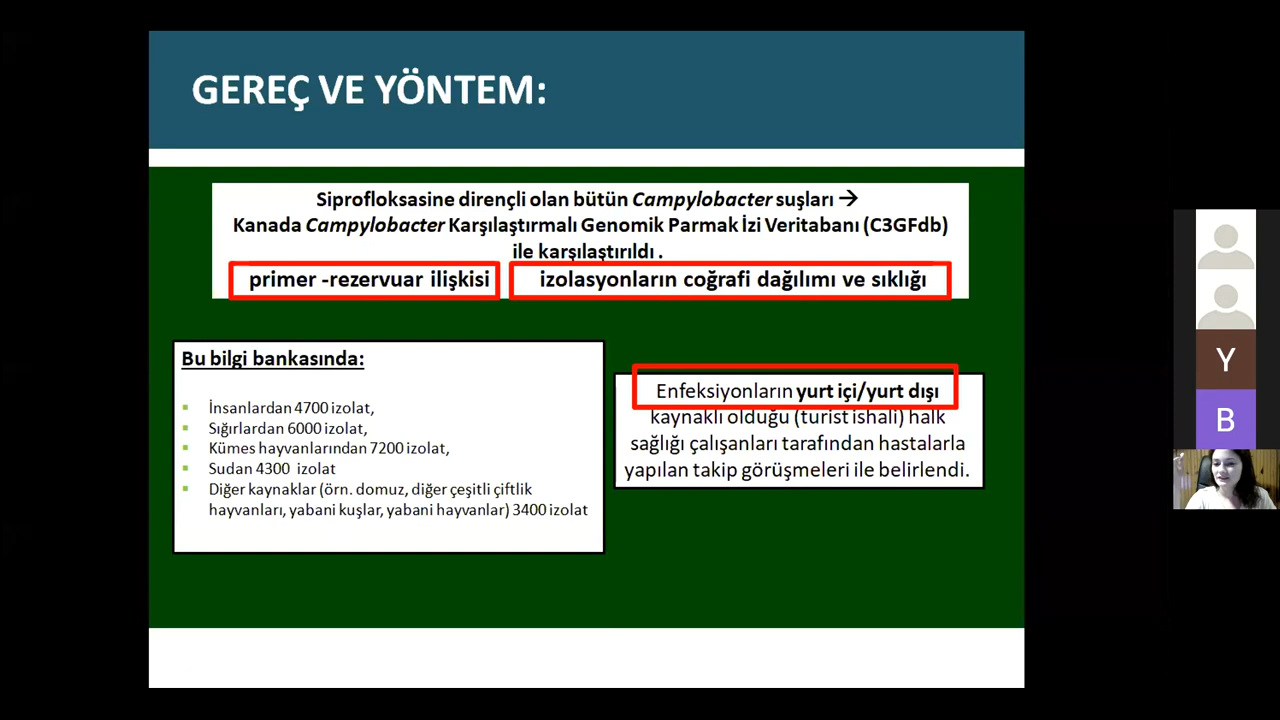 GEREÇ VE YÖNTEM:
Siprofloksasine dirençli olan bütün Campylobacter suşları →
Kanada Campylobacter Karşılaştırmalı Genomik Parmak İzi Veritabanı (C3GFdb)
ile karşılaştırıldı .
primer -rezervuar ilişkisi izolasyonların coğrafi dağılımı ve sıklığı
Bu bilgi bankasında:
İnsanlardan 4700 izolat,
Sığırlardan 6000 izolat,
Kümes hayvanlarından 7200 izolat,
Sudan 4300 izolat
Diğer kaynaklar (örn. domuz, diğer çeşitli çiftlik
hayvanları, yabani kuşlar, yabani hayvanlar) 3400 izolat
Enfeksiyonların yurt içi/yurt dışı
kaynaklı olduğu (turist ishali) halk
sağlığı çalışanları tarafından hastalarla
yapılan takip görüşmeleri ile belirlendi.
Y
B